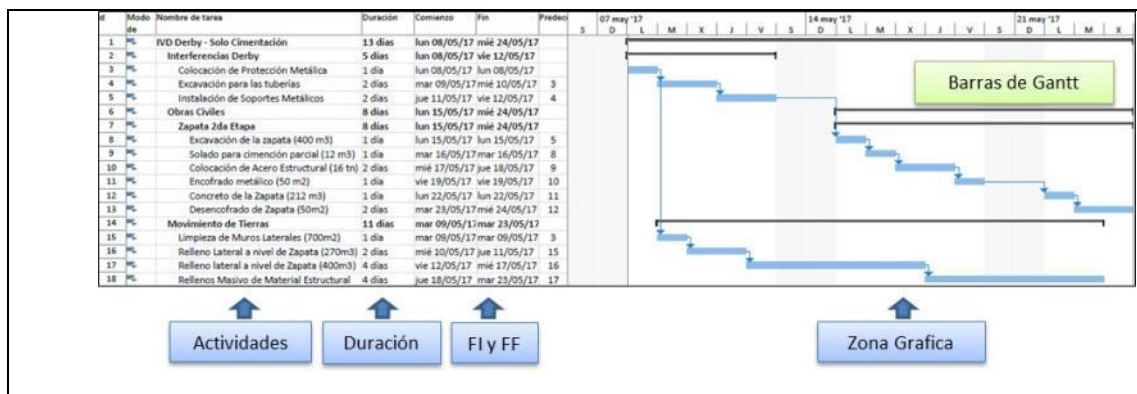 Id Modo de Nombre de tarea Duración Comienzo Fin Predec 07 may '17 14 may '17 21 may '17
S D L M X J V S D L M X J V S D L M X
1 IVD Derby - Solo Cimentación 13 días lun 08/05/17 mié 24/05/17
2 Interferencias Derby 5 días lun 08/05/17 vie 12/05/17
3 Colocación de Protección Metálica 1 día lun 08/05/17 lun 08/05/17
4 Excavación para las tuberías 2 días mar 09/05/17 mié 10/05/17 3
5 Instalación de Soportes Metálicos 2 días jue 11/05/17 vie 12/05/17 4
6 Obras Civiles 8 días lun 15/05/17 mié 24/05/17
7 Zapata 2da Etapa 8 días lun 15/05/17 mié 24/05/17
8 Excavación de la zapata (400 m3) 1 día lun 15/05/17 lun 15/05/17 5
9 Solado para cimención parcial (12 m3) 1 día mar 16/05/17 mar 16/05/17 8
10 Colocación de Acero Estructural (16 tn) 2 días mié 17/05/17 jue 18/05/17 9
11 Encofrado metálico (50 m2) 1 día vie 19/05/17 vie 19/05/17 10
12 Concreto de la Zapata (212 m3) 1 día lun 22/05/17 lun 22/05/17 11
13 Desencofrado de Zapata (50m2) 2 días mar 23/05/17 mié 24/05/17 12
14 Movimiento de Tierras 11 días mar 09/05/17 mar 23/05/17
15 Limpieza de Muros Laterales (700m2) 1 día mar 09/05/17 mar 09/05/17 3
16 Relleno Lateral a nivel de Zapata (270m3) 2 días mié 10/05/17 jue 11/05/17 15
17 Relleno lateral a nivel de Zapata (400m3) 4 días vie 12/05/17 mié 17/05/17 16
18 Rellenos Masivo de Material Estructural 4 días jue 18/05/17 mar 23/05/17 17
Barras de Gantt
Actividades Duración FI y FF Zona Grafica